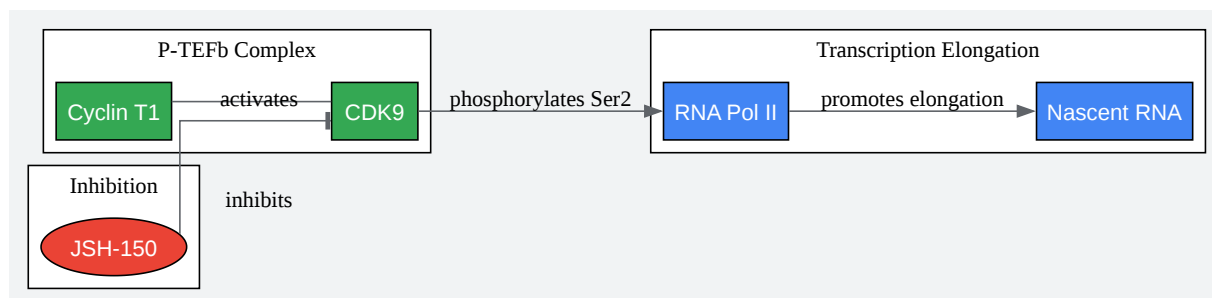 P-TEFb Complex
Transcription Elongation
Cyclin T1
activates
CDK9
phosphorylates Ser2
RNA Pol II
promotes elongation
Nascent RNA
Inhibition
inhibits
JSH-150